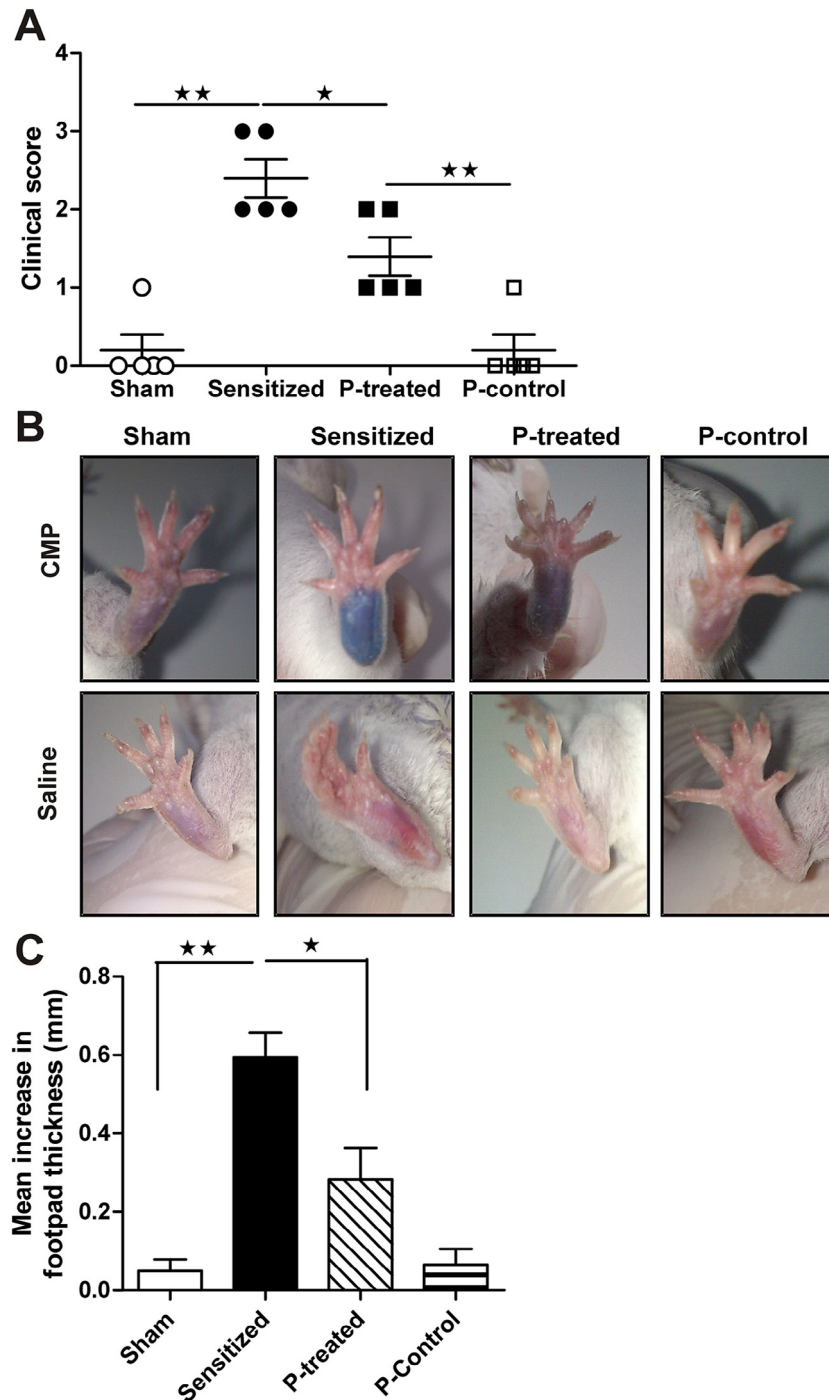 A
4
3
2
1
0
Clinical score
★★
★
★★
Sham Sensitized P-treated P-control
B
Sham Sensitized P-treated P-control
CMP
Saline
C
0.8
0.6
0.4
0.2
0.0
Mean increase in
footpad thickness (mm)
★★
★
Sham
Sensitized
P-treated
P-Control